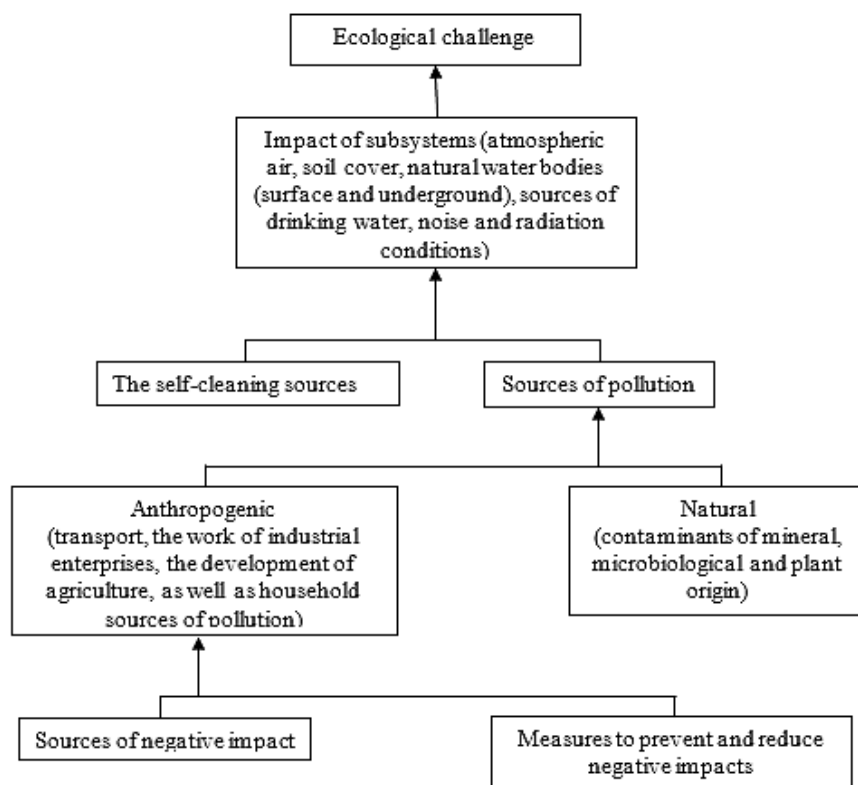 Ecological challenge
Impact of subsystems (atmospheric
air, soil cover, natural water bodies
(surface and underground), sources of
drinking water, noise and radiation
conditions)
The self-cleaning sources
Sources of pollution
Anthropogenic
(transport, the work of industrial
enterprises, the development of
agriculture, as well as household
sources of pollution)
Natural
(contaminants of mineral,
microbiological and plant
origin)
Sources of negative impact
Measures to prevent and reduce
negative impacts